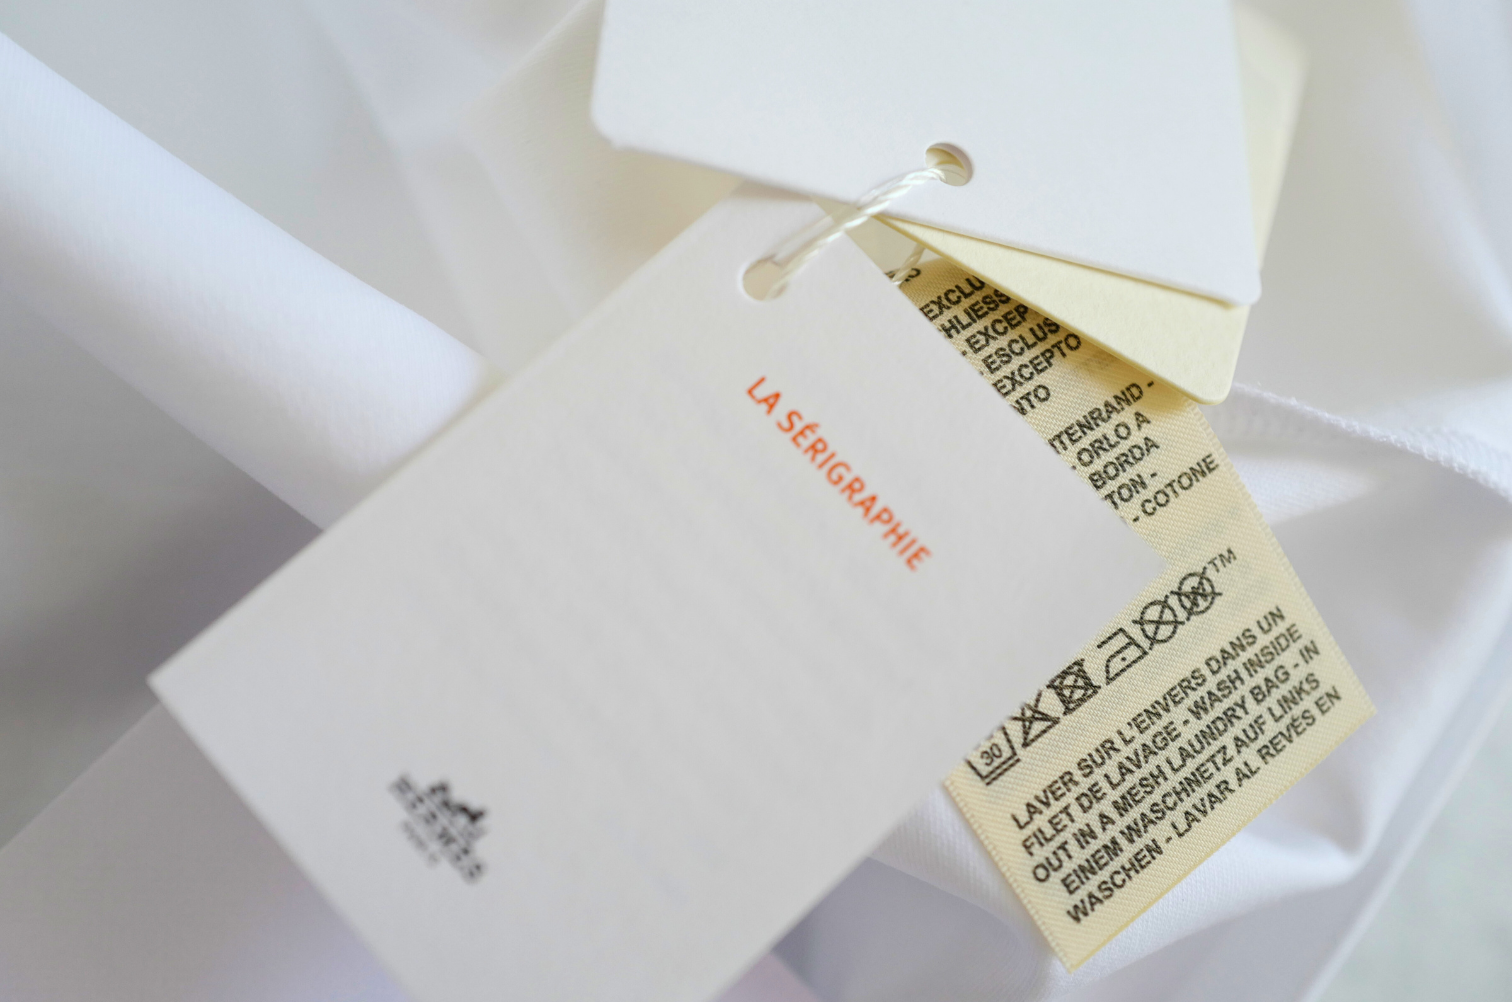 LA SÉRIGRAPHIE
HERMÈS
EXCLU
HLIESS
- EXCEP
- ESCLUS
EXCEPTO
NTO
TENRAND -
- ORLO A
BORDA
TON -
- COTONE
TM
30
LAVER SUR L'ENVERS DANS UN
FILET DE LAVAGE - WASH INSIDE
OUT IN A MESH LAUNDRY BAG - IN
EINEM WASCHNETZ AUF LINKS
WASCHEN - LAVAR AL REVÉS EN